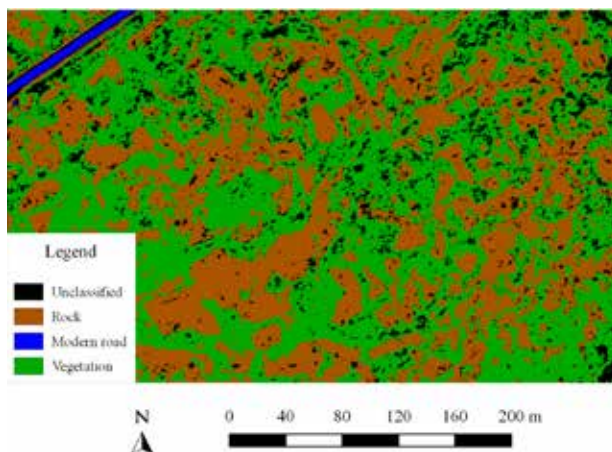 Legend
Unclassified
Rock
Modern road
Vegetation
N
0 40 80 120 160 200 m